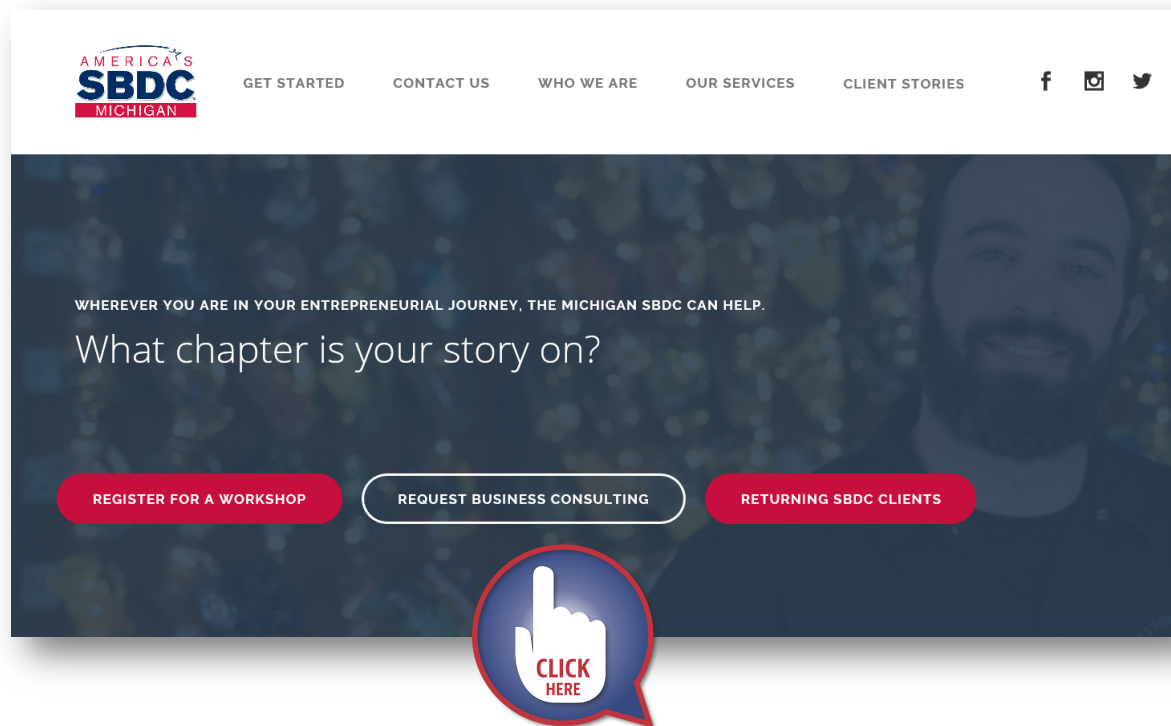 AMERICA'S
SBDC
MICHIGAN
GET STARTED
CONTACT US
WHO WE ARE
OUR SERVICES
CLIENT STORIES
WHEREVER YOU ARE IN YOUR ENTREPRENEURIAL JOURNEY, THE MICHIGAN SBDC CAN HELP.
What chapter is your story on?
REGISTER FOR A WORKSHOP
REQUEST BUSINESS CONSULTING
RETURNING SBDC CLIENTS
CLICK
HERE